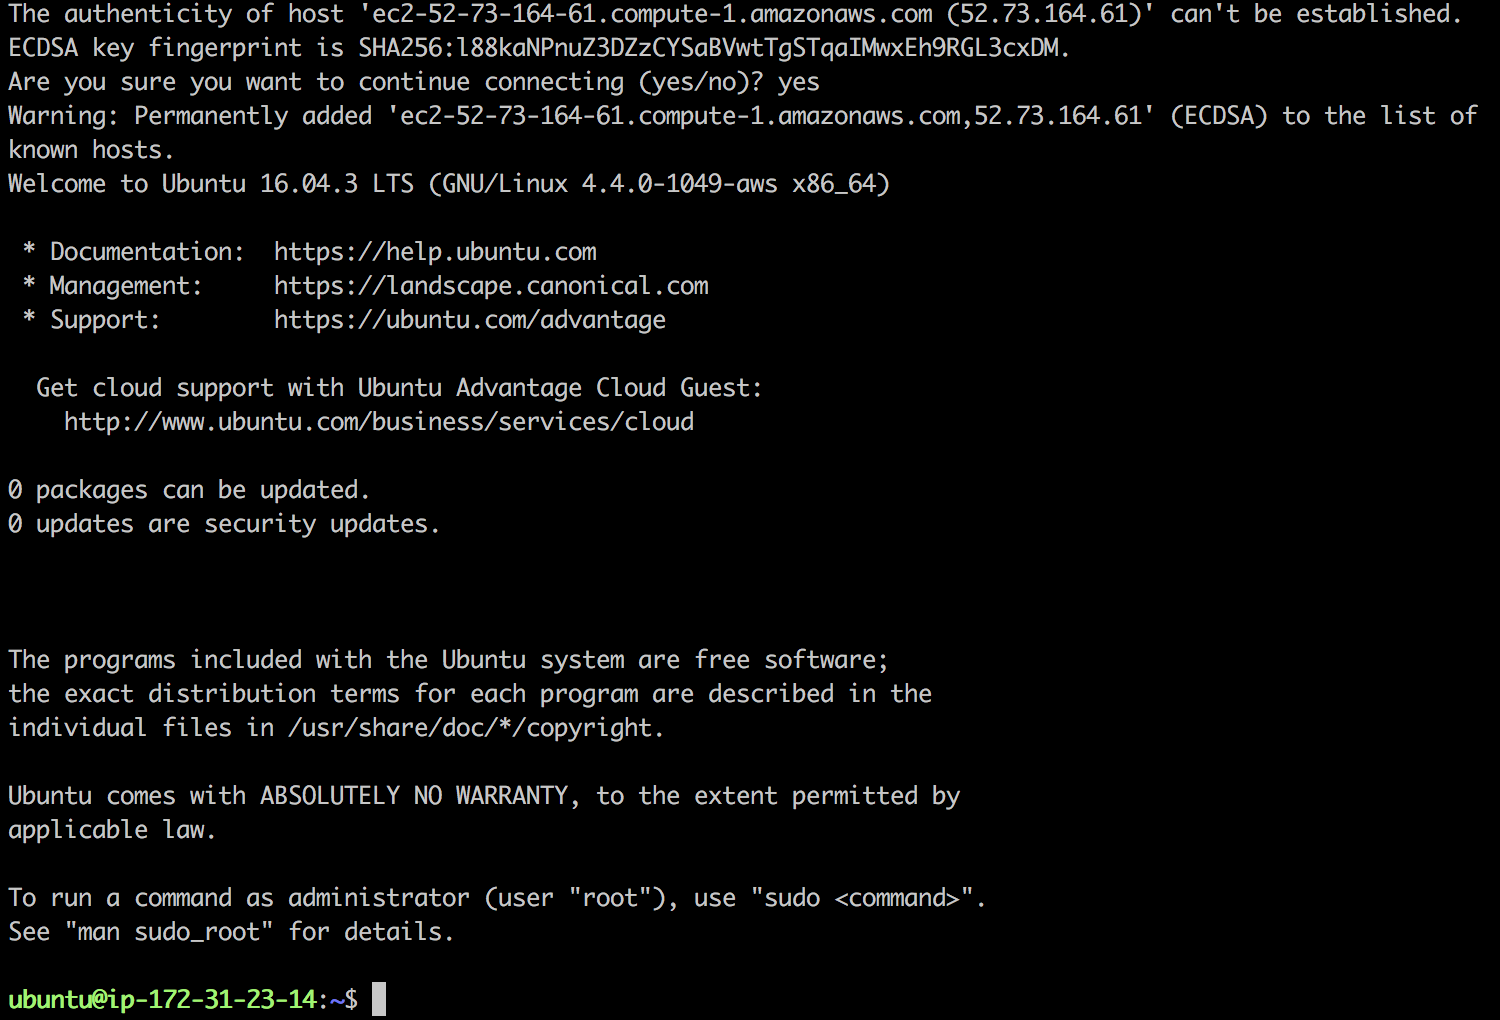 The authenticity of host 'ec2-52-73-164-61.compute-1.amazonaws.com (52.73.164.61)' can't be established.
ECDSA key fingerprint is SHA256:l88kaNPnuZ3DZzCYSaBVwtTgSTqaIMwxEh9RGL3cxDM.
Are you sure you want to continue connecting (yes/no)? yes
Warning: Permanently added 'ec2-52-73-164-61.compute-1.amazonaws.com,52.73.164.61' (ECDSA) to the list of
known hosts.
Welcome to Ubuntu 16.04.3 LTS (GNU/Linux 4.4.0-1049-aws x86_64)

 * Documentation:  https://help.ubuntu.com
 * Management:     https://landscape.canonical.com
 * Support:        https://ubuntu.com/advantage

  Get cloud support with Ubuntu Advantage Cloud Guest:
    http://www.ubuntu.com/business/services/cloud

0 packages can be updated.
0 updates are security updates.

The programs included with the Ubuntu system are free software;
the exact distribution terms for each program are described in the
individual files in /usr/share/doc/*/copyright.

Ubuntu comes with ABSOLUTELY NO WARRANTY, to the extent permitted by
applicable law.

To run a command as administrator (user "root"), use "sudo <command>".
See "man sudo_root" for details.

ubuntu@ip-172-31-23-14:~$